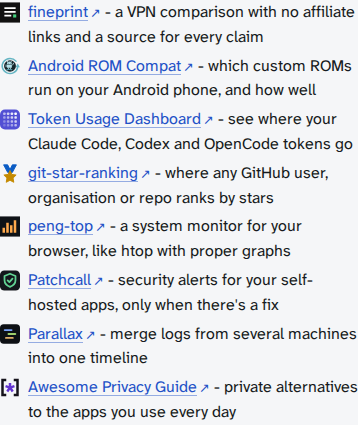 fineprint ↗ - a VPN comparison with no affiliate
links and a source for every claim
Android ROM Compat ↗ - which custom ROMs
run on your Android phone, and how well
Token Usage Dashboard ↗ - see where your
Claude Code, Codex and OpenCode tokens go
git-star-ranking ↗ - where any GitHub user,
organisation or repo ranks by stars
peng-top ↗ - a system monitor for your
browser, like htop with proper graphs
Patchcall ↗ - security alerts for your self-
hosted apps, only when there's a fix
Parallax ↗ - merge logs from several machines
into one timeline
Awesome Privacy Guide ↗ - private alternatives
to the apps you use every day